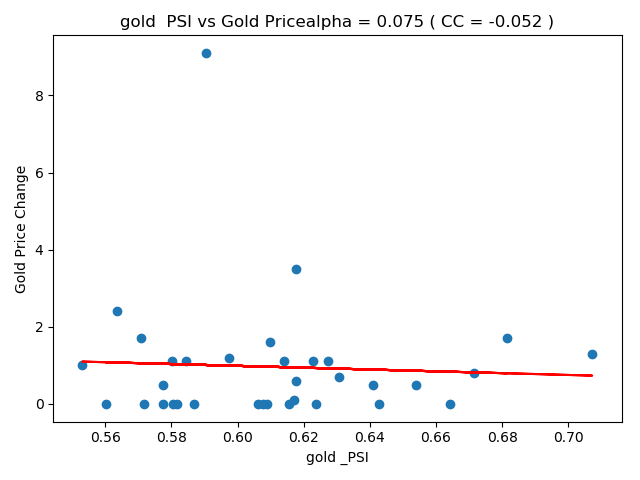 gold  PSI vs Gold Pricealpha = 0.075 ( CC = -0.052 )
8
6
4
2
0
Gold Price Change
0.56 0.58 0.60 0.62 0.64 0.66 0.68 0.70
gold _PSI